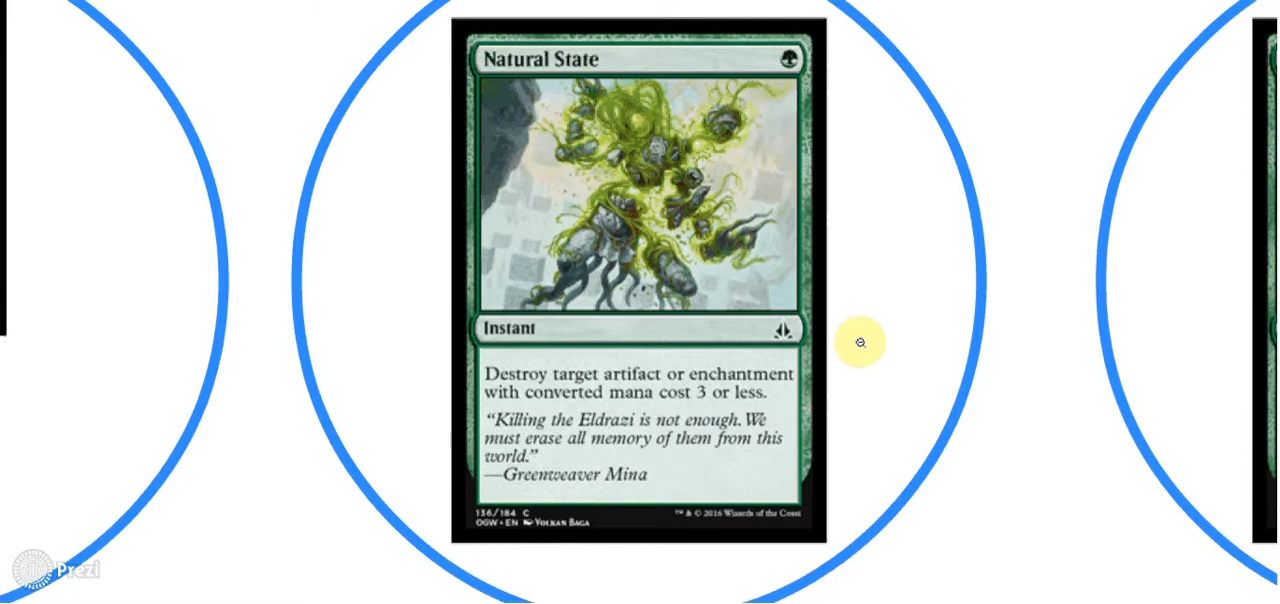 Natural State
Instant
Destroy target artifact or enchantment
with converted mana cost 3 or less.
“Killing the Eldrazi is not enough. We
must erase all memory of them from this
world.”
—Greenweaver Mina
136/184 C
OGW • EN Volkan Baga
™ & © 2016 Wizards of the Coast
Prezi